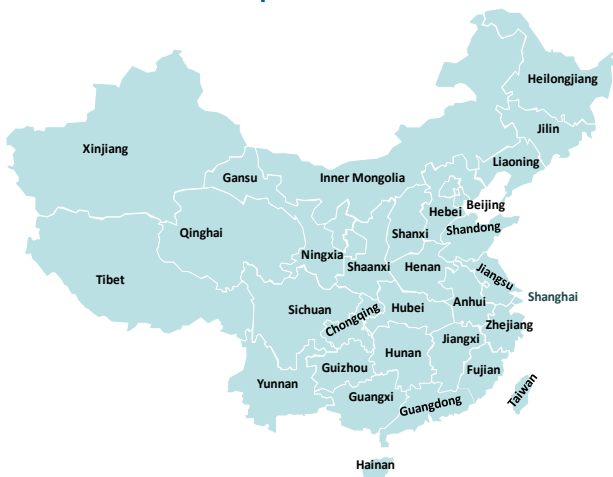 Heilongjiang
Jilin
Xinjiang
Liaoning
Gansu
Inner Mongolia
Beijing
Hebei
Shandong
Qinghai
Shanxi
Ningxia
Shaanxi
Henan
Jiangsu
Tibet
Shanghai
Anhui
Sichuan
Chongqing
Hubei
Zhejiang
Jiangxi
Hunan
Guizhou
Fujian
Yunnan
Guangxi
Guangdong
Taiwan
Hainan